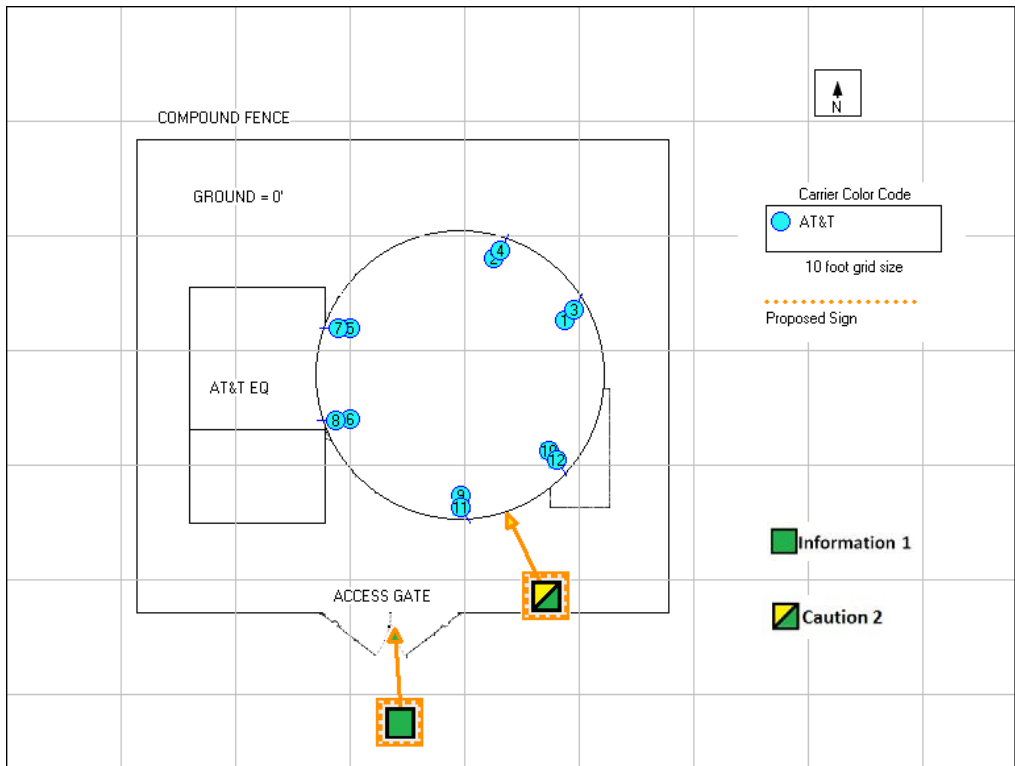 N
COMPOUND FENCE
GROUND = 0'
Carrier Color Code
AT&T
10 foot grid size
Proposed Sign
4
2
3
1
7 5
AT&T EQ
8 6
10
12
9
11
Information 1
ACCESS GATE
Caution 2